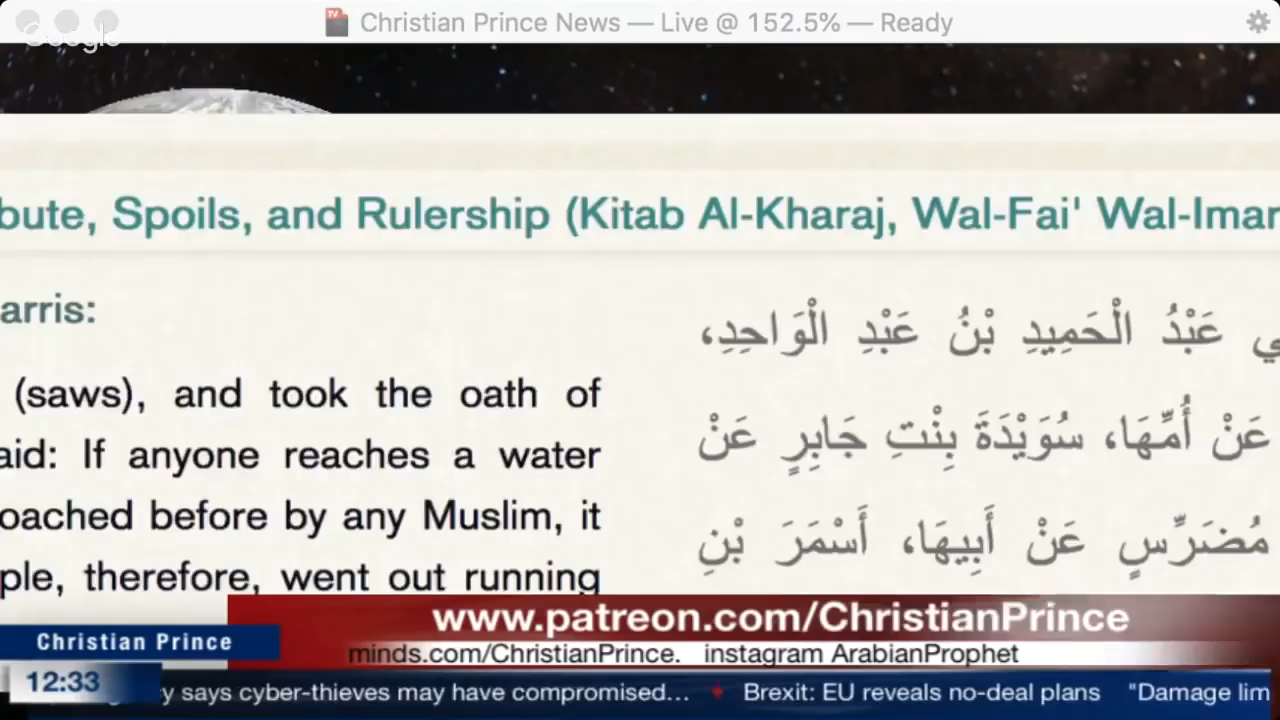 Christian Prince News — Live @ 152.5% — Ready
Google
bute, Spoils, and Rulership (Kitab Al-Kharaj, Wal-Fai' Wal-Imar
arris:
(saws), and took the oath of
aid: If anyone reaches a water
oached before by any Muslim, it
ple, therefore, went out running
ي عَبْدُ الْحَمِيدِ بْنُ عَبْدِ الْوَاحِدِ،
عَنْ أُمِّهَا، سُوَيْدَةَ بِنْتِ جَابِرٍ عَنْ
مُضَرِّسٍ عَنْ أَبِيهَا، أَسْمَرَ بْنِ
www.patreon.com/ChristianPrince
Christian Prince
minds.com/ChristianPrince. instagram ArabianProphet
12:33
y says cyber-thieves may have compromised... Brexit: EU reveals no-deal plans "Damage lim